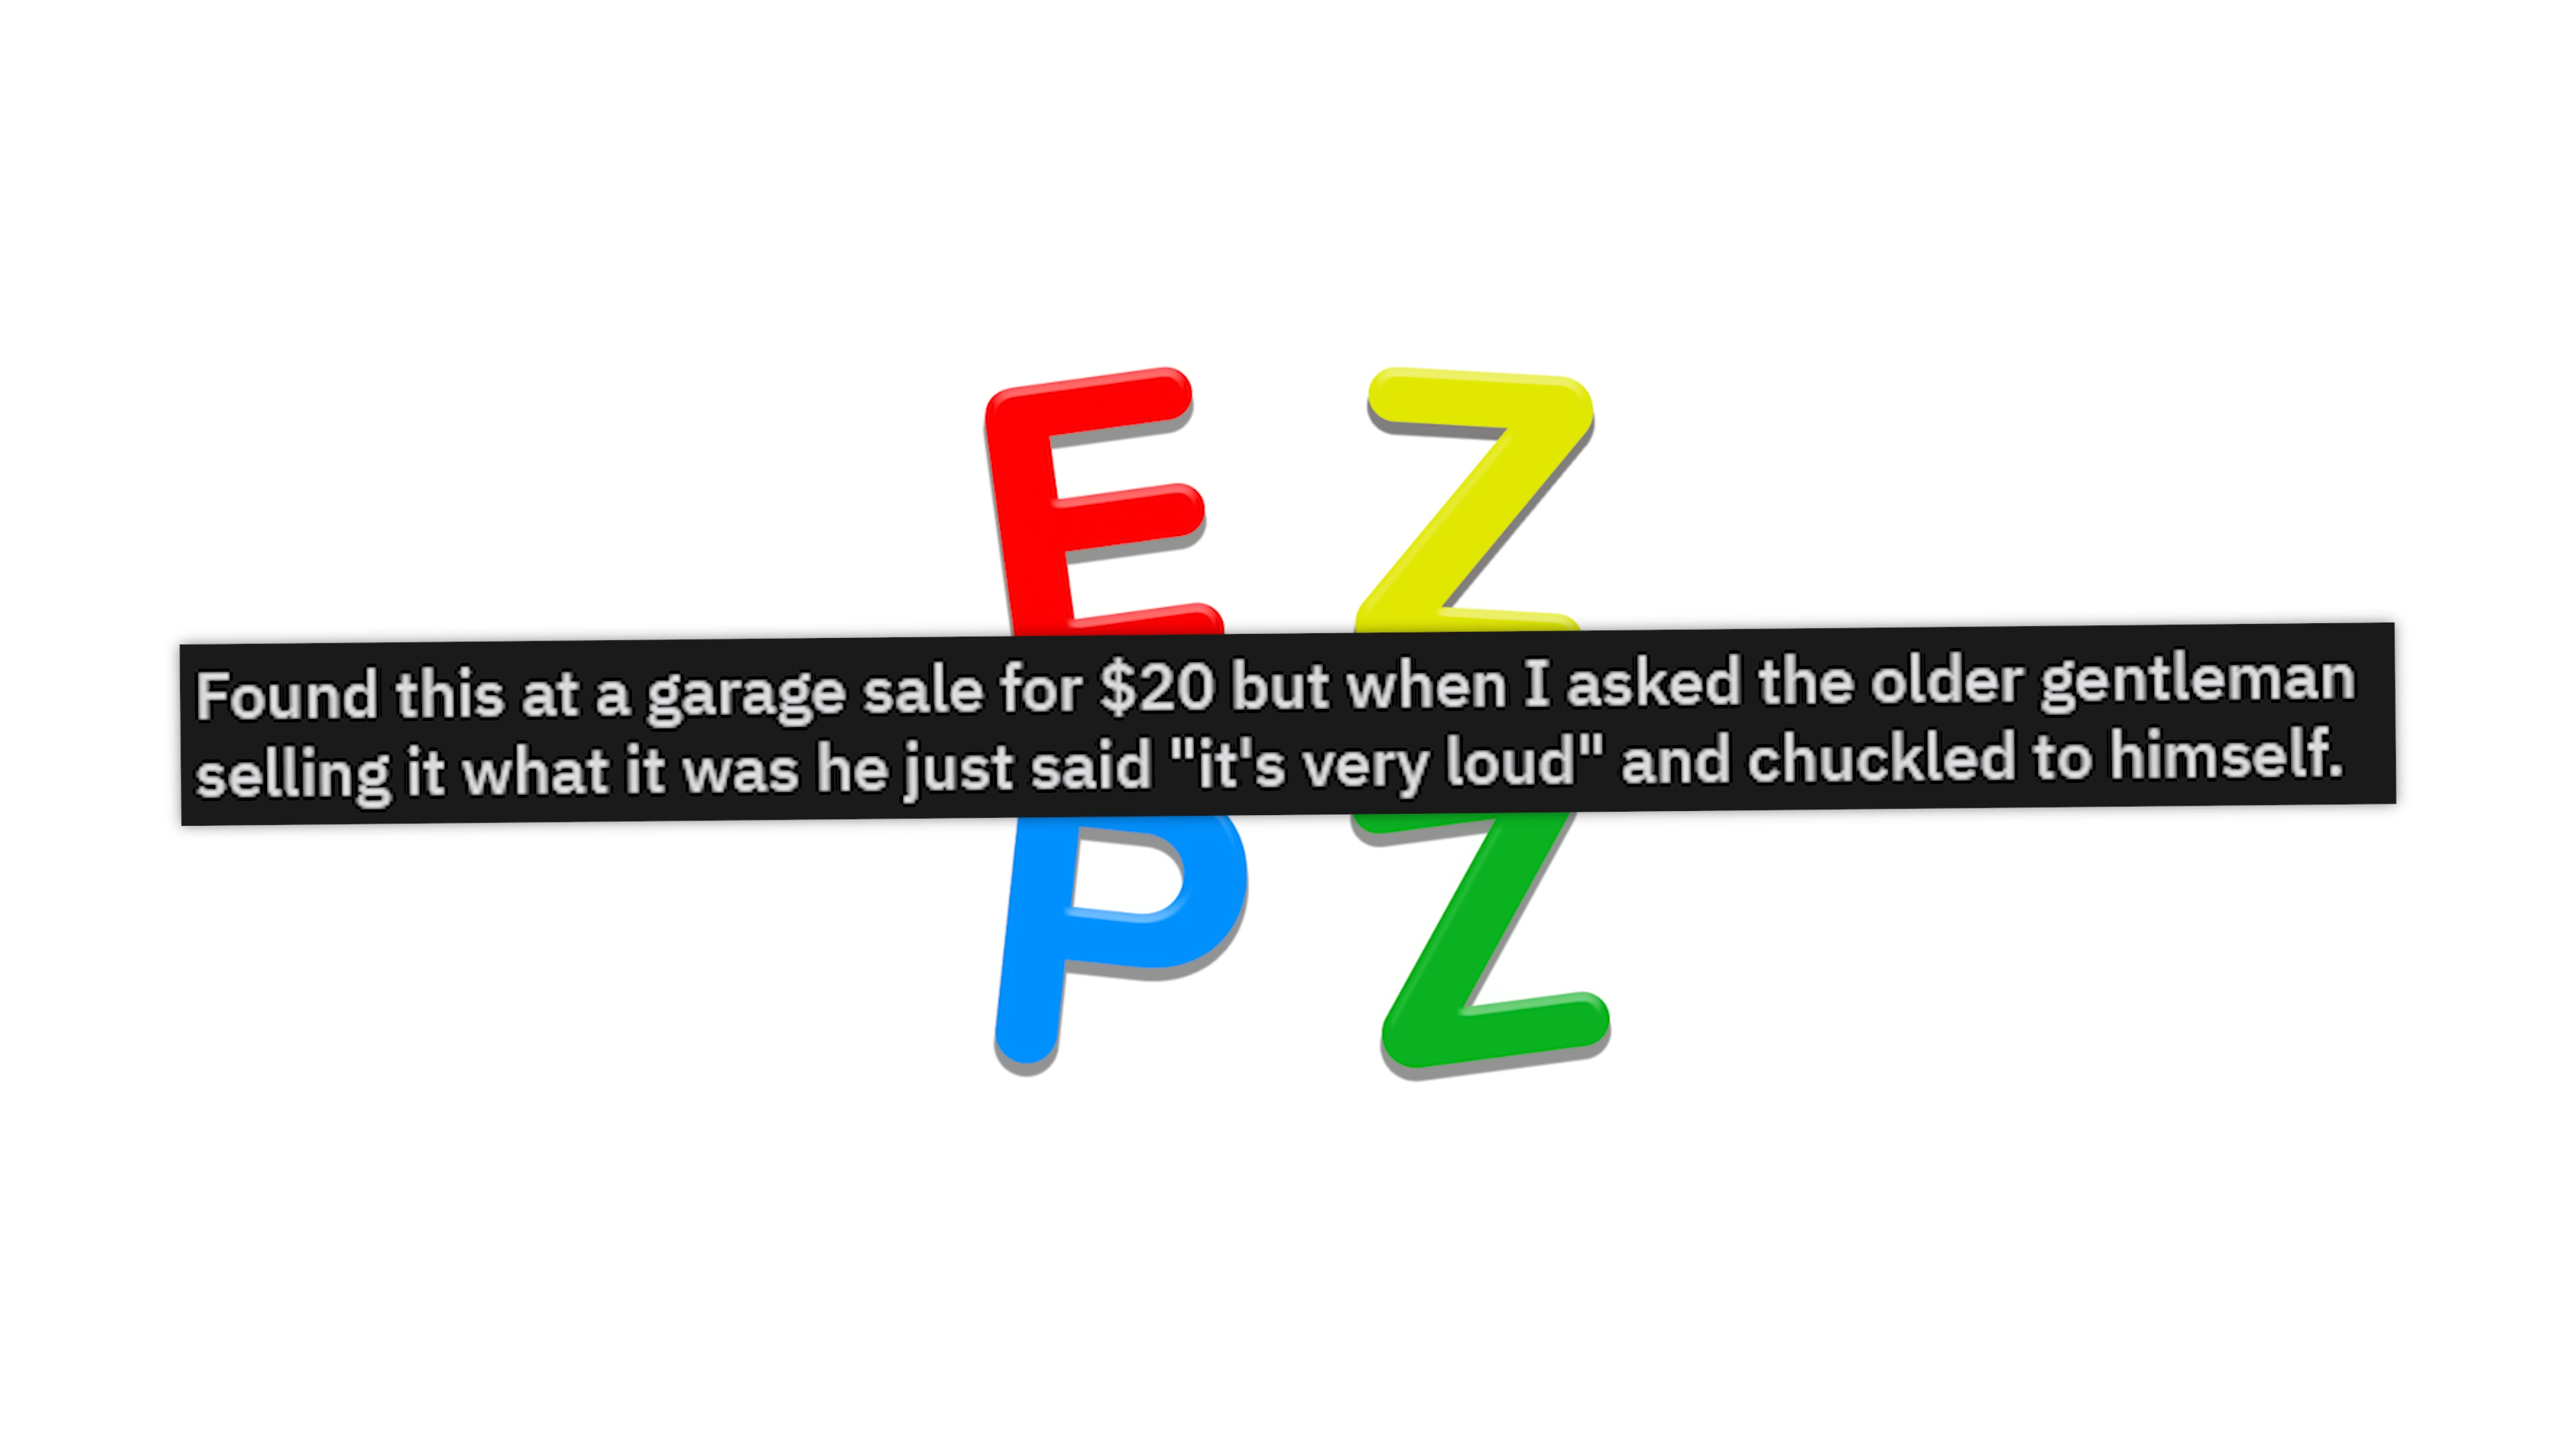 E Z
Found this at a garage sale for $20 but when I asked the older gentleman
selling it what it was he just said "it's very loud" and chuckled to himself.
P Z